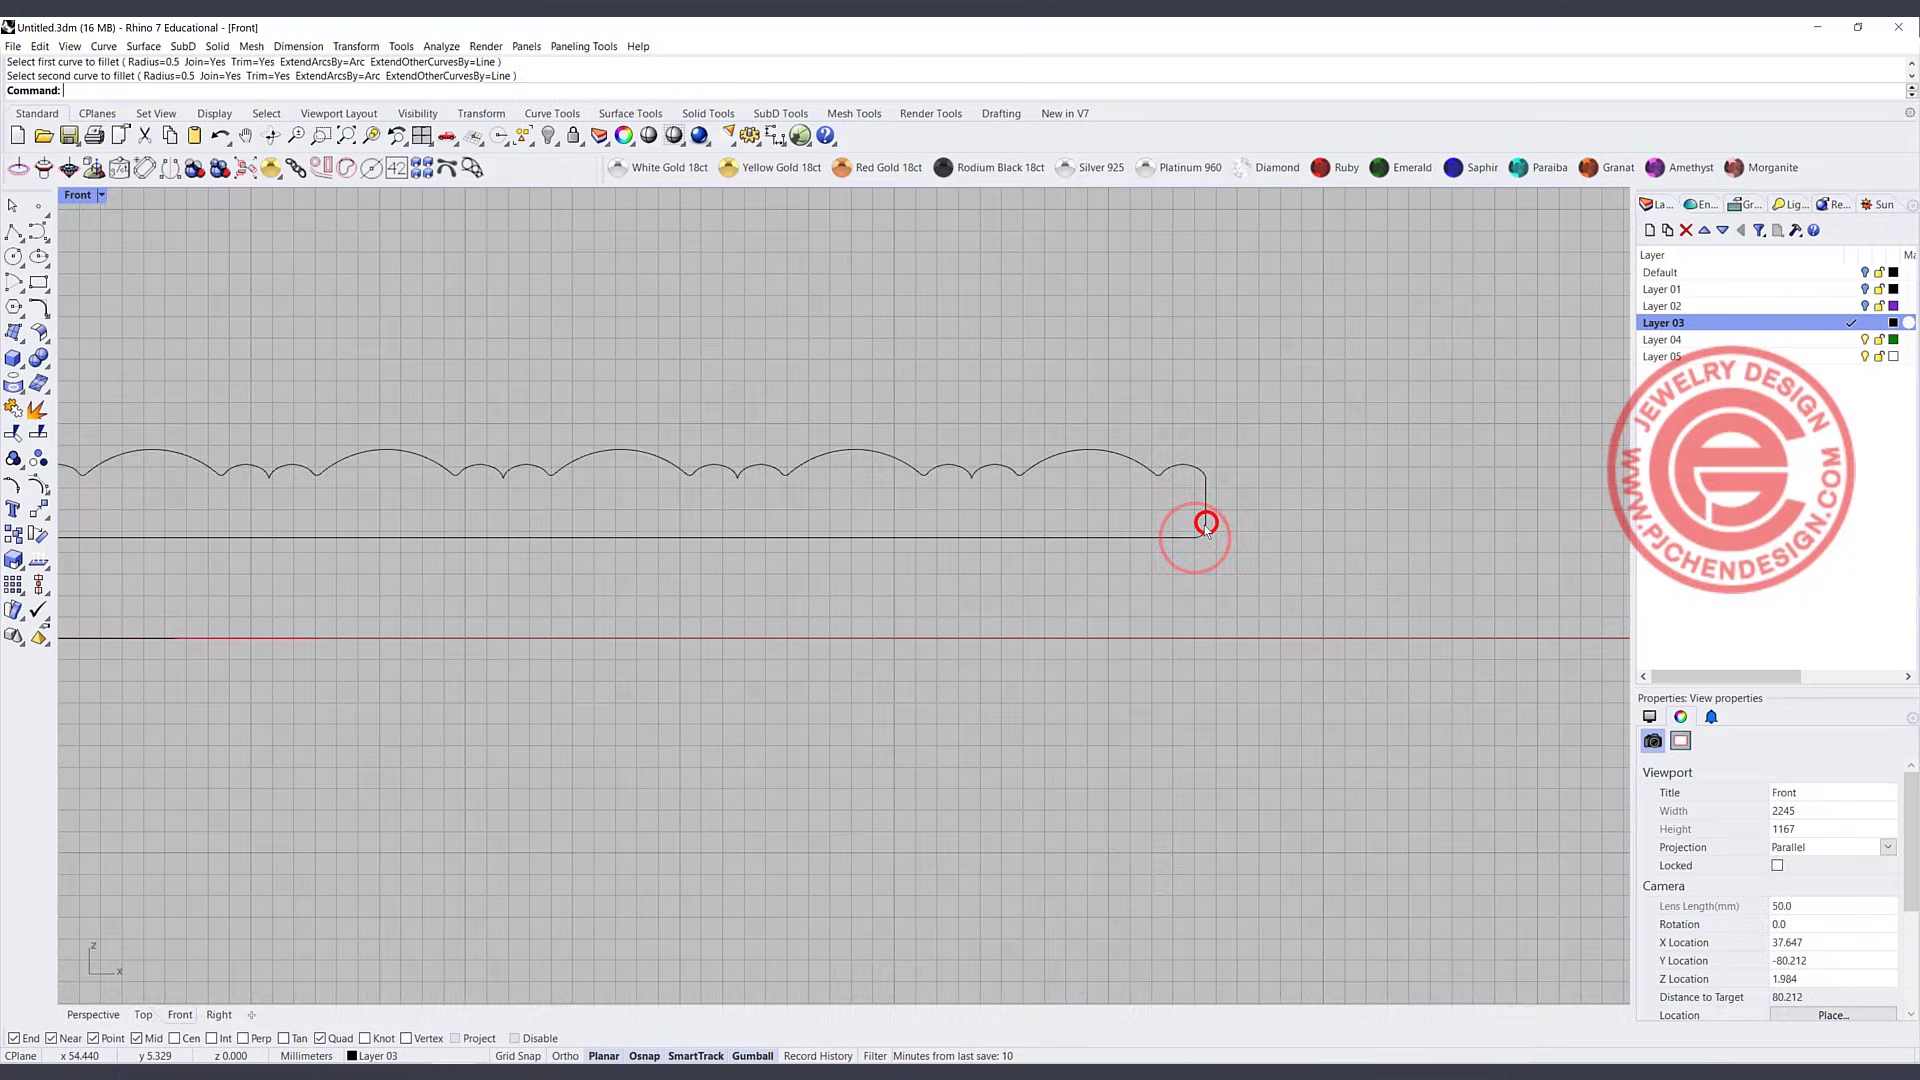 Untitled.3dm (16 MB) - Rhino 7 Educational - [Front]
File Edit View Curve Surface SubD Solid Mesh Dimension Transform Tools Analyze Render Panels Paneling Tools Help
Select first curve to fillet ( Radius=0.5 Join=Yes Trim=Yes ExtendArcsBy=Arc ExtendOtherCurvesBy=Line )
Select second curve to fillet ( Radius=0.5 Join=Yes Trim=Yes ExtendArcsBy=Arc ExtendOtherCurvesBy=Line )
Command:
Standard CPlanes Set View Display Select Viewport Layout Visibility Transform Curve Tools Surface Tools Solid Tools SubD Tools Mesh Tools Render Tools Drafting New in V7
42 White Gold 18ct Yellow Gold 18ct Red Gold 18ct Rodium Black 18ct Silver 925 Platinum 960 Diamond Ruby Emerald Saphir Paraiba Granat Amethyst Morganite
Front
La... En... Gr... Lig... Re... Sun
Layer Ma
Default
Layer 01
Layer 02
Layer 03
Layer 04
Layer 05
JEWELRY DESIGN
WWW.PJCHENDESIGN.COM
Properties: View properties
Viewport
Title Front
Width 2245
Height 1167
Projection Parallel
Locked
Camera
Lens Length(mm) 50.0
Rotation 0.0
X Location 37.647
Y Location -80.212
Z Location 1.984
Distance to Target 80.212
Location Place...
z
x
Perspective Top Front Right
End Near Point Mid Cen Int Perp Tan Quad Knot Vertex Project Disable
CPlane x 54.440 y 5.329 z 0.000 Millimeters Layer 03 Grid Snap Ortho Planar Osnap SmartTrack Gumball Record History Filter Minutes from last save: 10